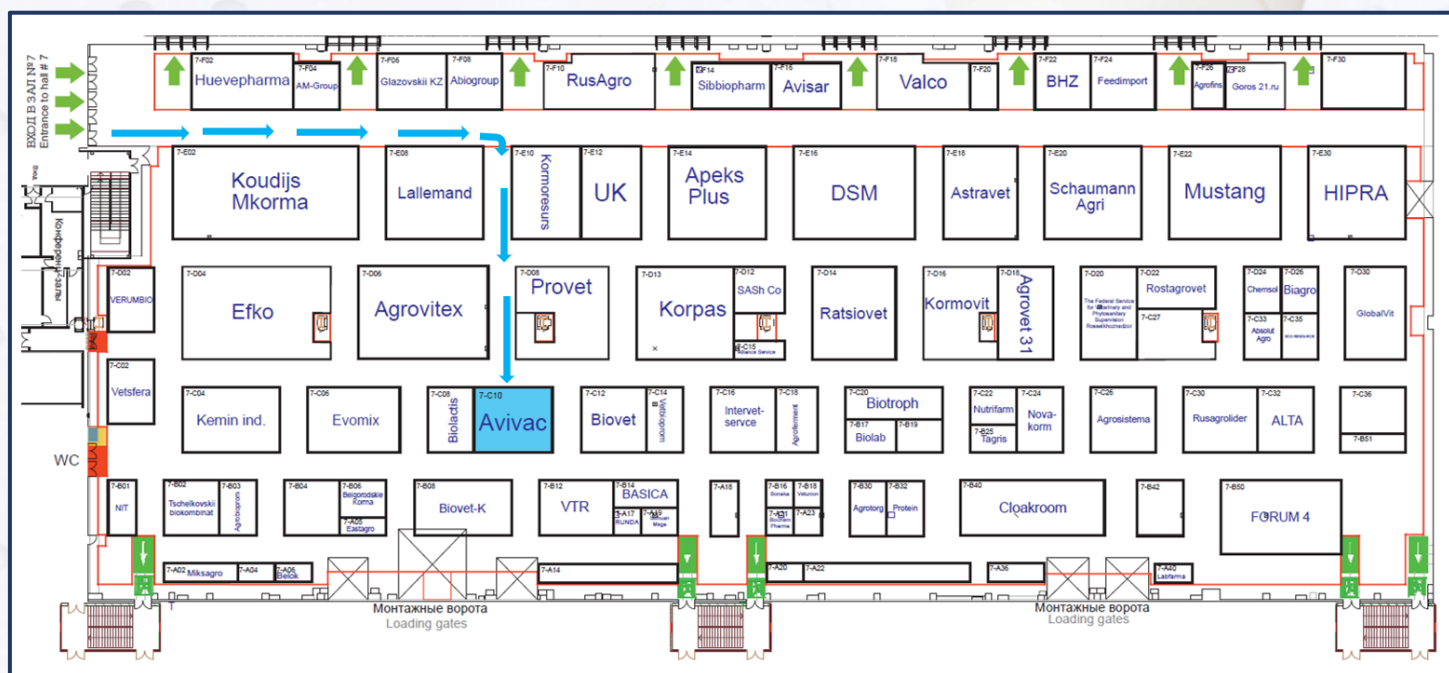 ВХОД В ЗАЛ №7
Entrance to hall # 7
7-F02
Huevepharma
7-F04
AM-Group
7-F06
Glazovskii KZ
7-F08
Abiogroup
7-F10
RusAgro
7-F14
Sibbiopharm
7-F16
Avisar
7-F18
Valco
7-F20
7-F22
BHZ
7-F24
Feedimport
7-F26
Agrofins
7-F28
Goros 21.ru
7-F30
7-E02
Koudijs
Mkorma
7-E08
Lallemand
7-E10
Kormoresurs
7-E12
UK
7-E14
Apeks
Plus
7-E16
DSM
7-E18
Astravet
7-E20
Schaumann
Agri
7-E22
Mustang
7-E30
HIPRA
7-D02
VERUMBIO
7-D04
Efko
7-D06
Agrovitex
7-D08
Provet
7-D13
Korpas
7-D12
SASh Co
7-C15
Alliance Service
7-D14
Ratsiovet
7-D16
Kormovit
7-D18
Agrovet 31
7-D20
The Federal Service
for Veterinary and
Phytosanitary
Supervision
Rosselkhoznadzor
7-D22
Rostagrovet
7-C27
7-D24
Chemsol
7-D26
Biagro
7-C33
Absolut
Agro
7-C35
ECO RESOURCE
7-D30
GlobalVit
7-C02
Vetsfera
7-C04
Kemin ind.
7-C06
Evomix
7-C08
Biolactis
7-C10
Avivac
7-C12
Biovet
7-C14
Vetbioprom
7-C16
Intervet-
servce
7-C18
Agroferment
7-C20
Biotroph
7-B17
Biolab
7-B19
7-C22
Nutrifarm
7-B25
Tagris
7-C24
Nova-
korm
7-C26
Agrosistema
7-C30
Rusagrolider
7-C32
ALTA
7-C36
7-B51
WC
7-B01
NIT
7-B02
Tschelkovskii
biokombinat
7-B03
Agrobioprom
7-B04
7-B06
Belgorodskie
Korma
7-A05
Eastagro
7-B08
Biovet-K
7-B12
VTR
7-B14
BASICA
7-A17
RUNDA
7-A19
Mega
7-A18
7-B16
7-B18
7-A21
Biochem
Pharma
7-A23
7-B30
Agrotorg
7-B32
Protein
7-B40
Cloakroom
7-B42
7-B50
FORUM 4
7-A02
Miksagro
7-A04
7-A06
Belok
7-A14
7-A20
7-A22
7-A36
7-A40
Labfarma
Монтажные ворота
Loading gates
Монтажные ворота
Loading gates